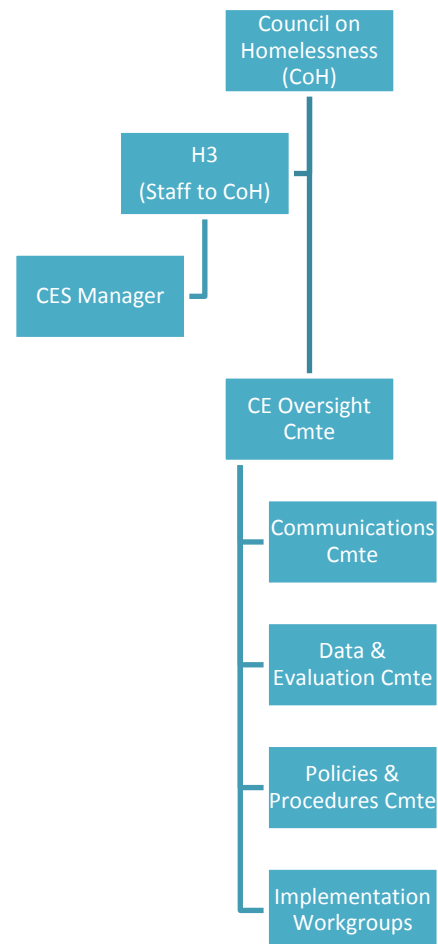 Council on
Homelessness
(CoH)
H3
(Staff to CoH)
CES Manager
CE Oversight
Cmte
Communications
Cmte
Data &
Evaluation Cmte
Policies &
Procedures Cmte
Implementation
Workgroups